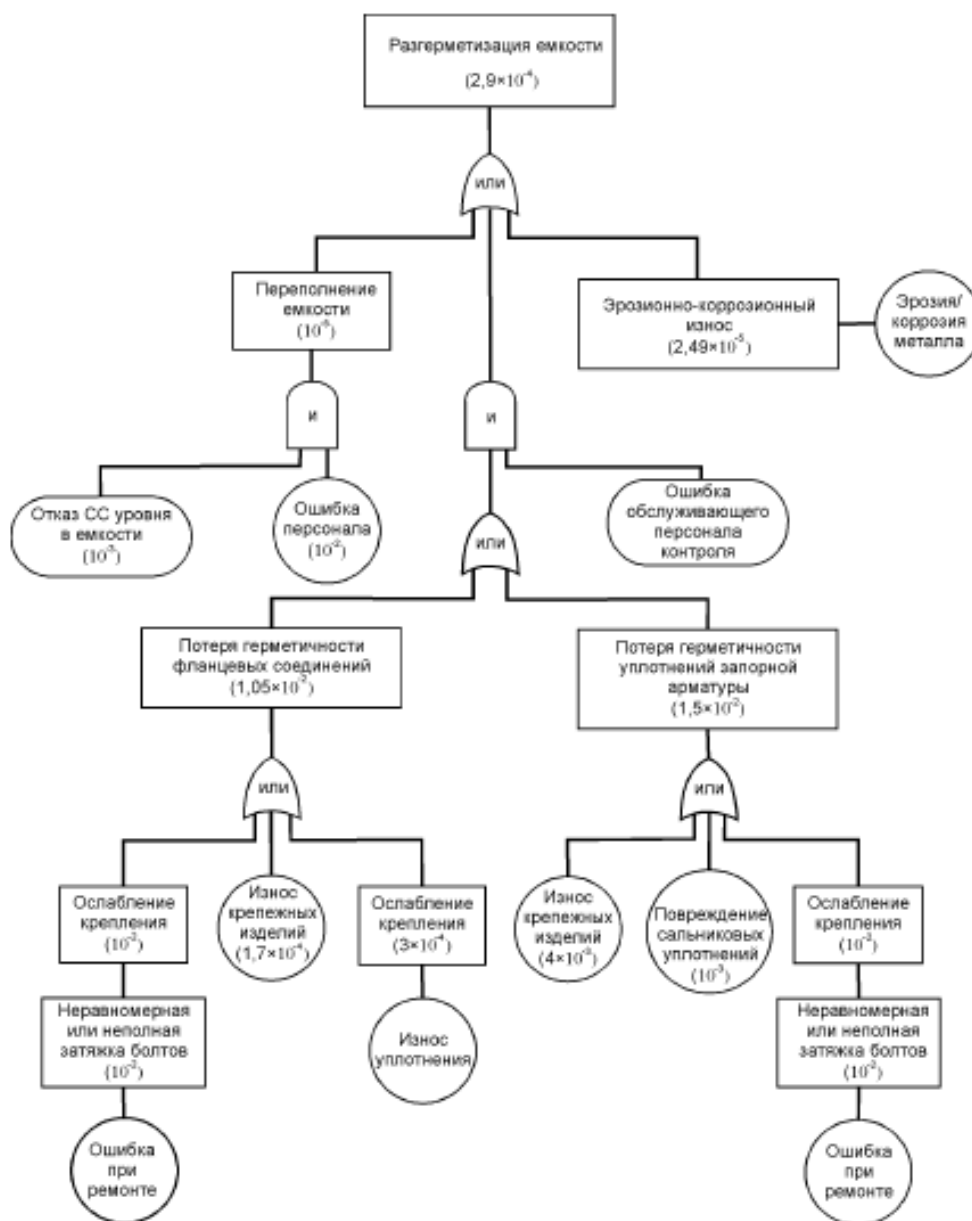 Разгерметизация емкости
(2,9×10⁻⁴)
или
Переполнение
емкости
(10⁻⁵)
Эрозионно-коррозионный
износ
(2,49×10⁻⁵)
Эрозия/
коррозия
металла
и
и
Отказ СС уровня
в емкости
(10⁻³)
Ошибка
персонала
(10⁻²)
или
Ошибка
обслуживающего
персонала
контроля
Потеря герметичности
фланцевых соединений
(1,05×10⁻²)
Потеря герметичности
уплотнений запорной
арматуры
(1,5×10⁻²)
или
или
Ослабление
крепления
(10⁻²)
Износ
крепежных
изделий
(1,7×10⁻⁴)
Ослабление
крепления
(3×10⁻⁴)
Износ
крепежных
изделий
(4×10⁻³)
Повреждение
сальниковых
уплотнений
(10⁻³)
Ослабление
крепления
(10⁻²)
Неравномерная
или неполная
затяжка болтов
(10⁻²)
Износ
уплотнения
Неравномерная
или неполная
затяжка болтов
(10⁻²)
Ошибка
при
ремонте
Ошибка
при
ремонте